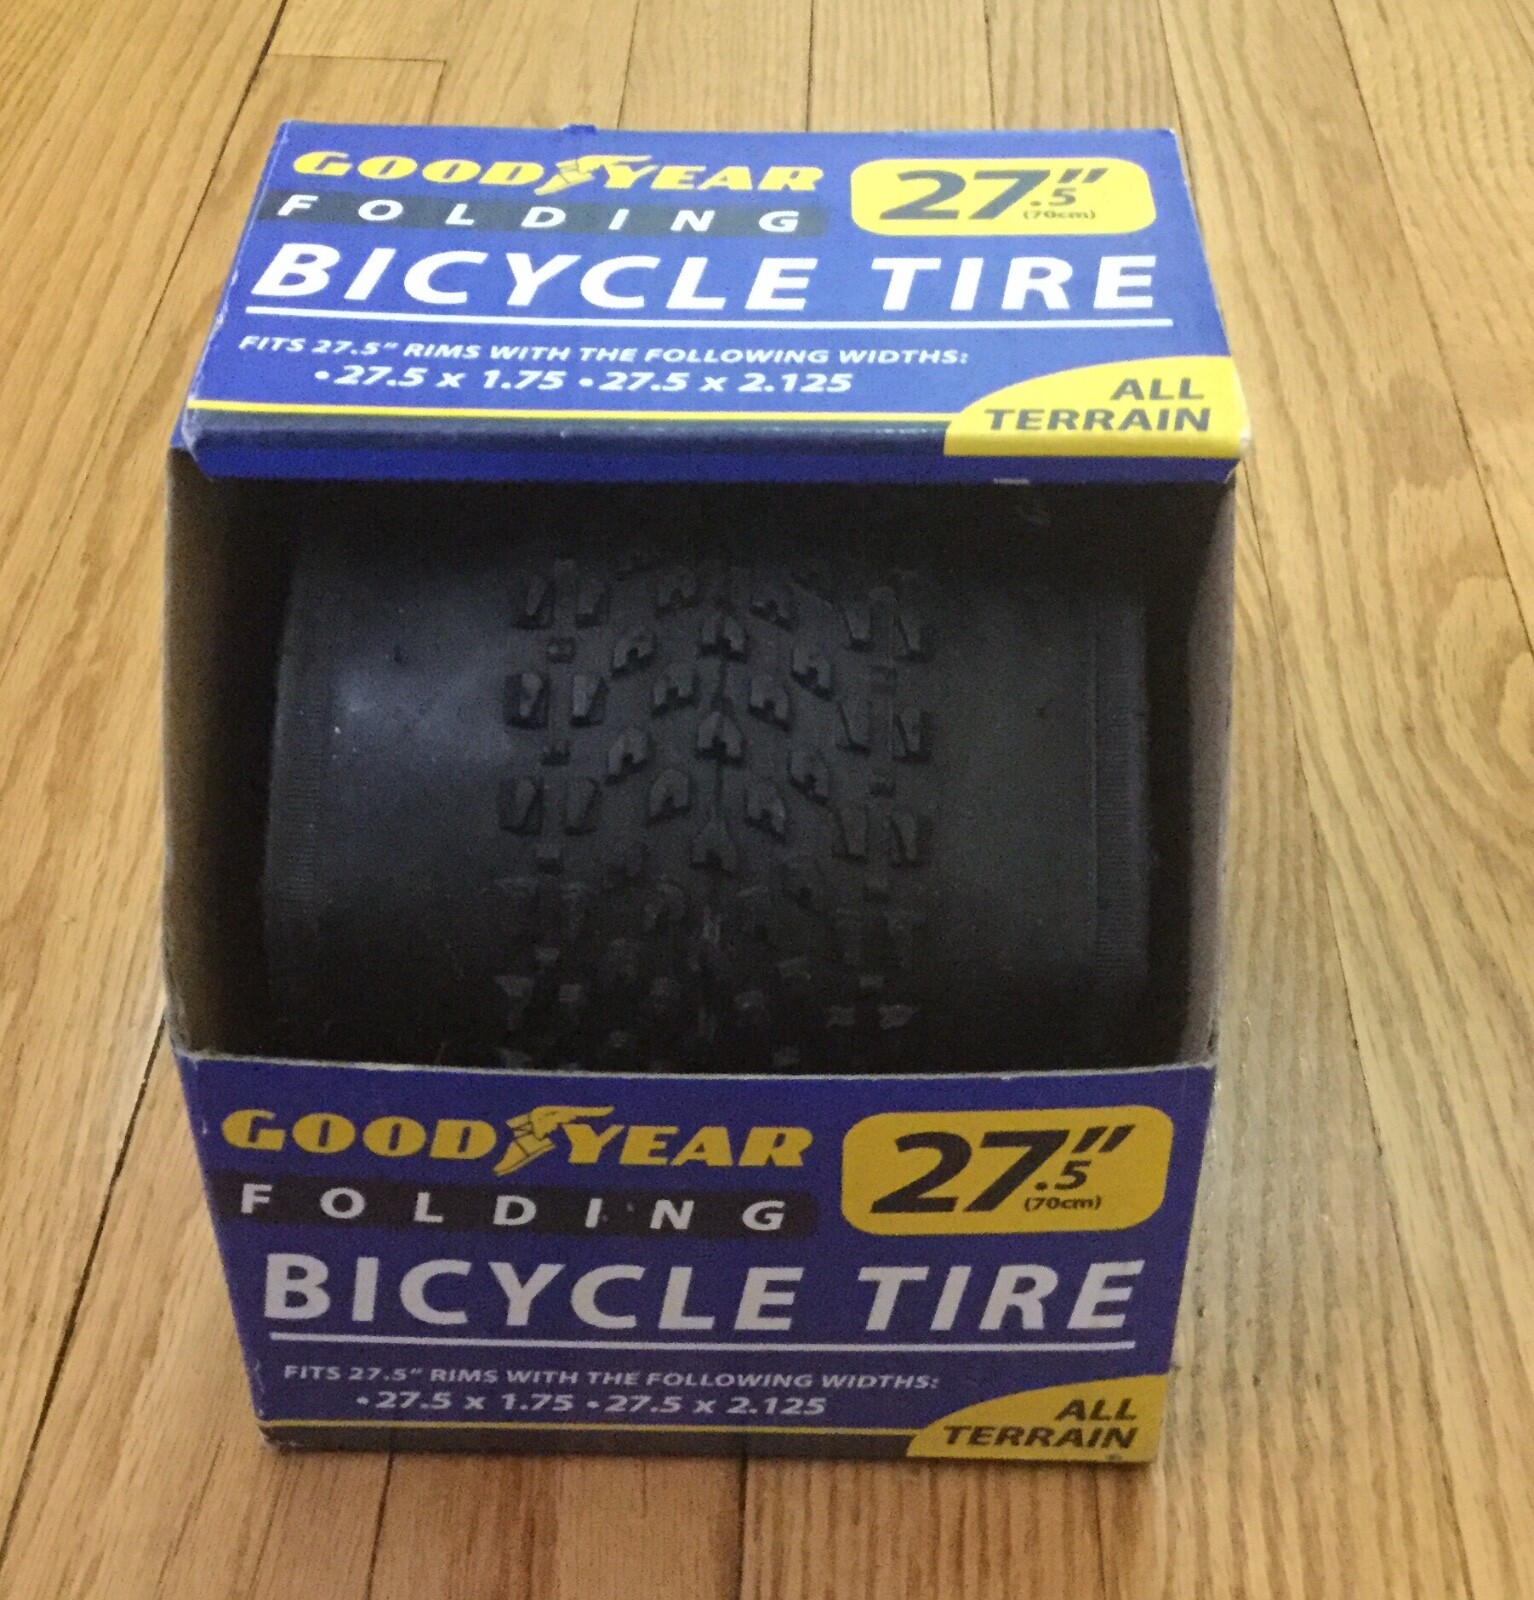 GOODYEAR
27.5"
(70cm)
FOLDING
BICYCLE TIRE
FITS 27.5" RIMS WITH THE FOLLOWING WIDTHS:
•27.5 x 1.75 •27.5 x 2.125
ALL
TERRAIN
GOODYEAR
27.5"
(70cm)
FOLDING
BICYCLE TIRE
FITS 27.5" RIMS WITH THE FOLLOWING WIDTHS:
•27.5 x 1.75 •27.5 x 2.125
ALL
TERRAIN